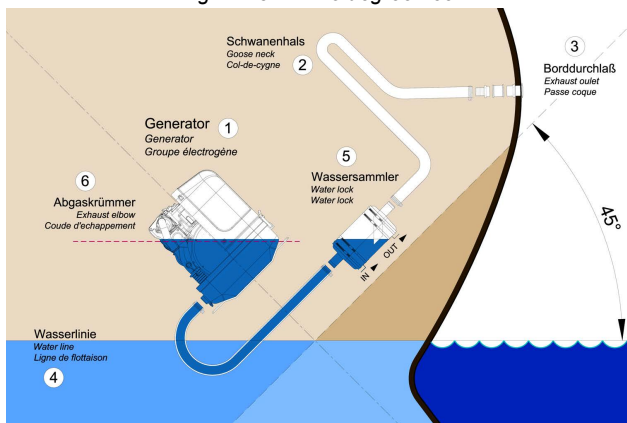 Schwanenhals
Goose neck
Col-de-cygne
2
3
Borddurchlaß
Exhaust oulet
Passe coque
Generator
1
Generator
Groupe électrogéne
5
Wassersammler
Water lock
Water lock
6
Abgaskrümmer
Exhaust elbow
Coude d'echappement
45°
IN
OUT
Wasserlinie
Water line
Ligne de flottaison
4